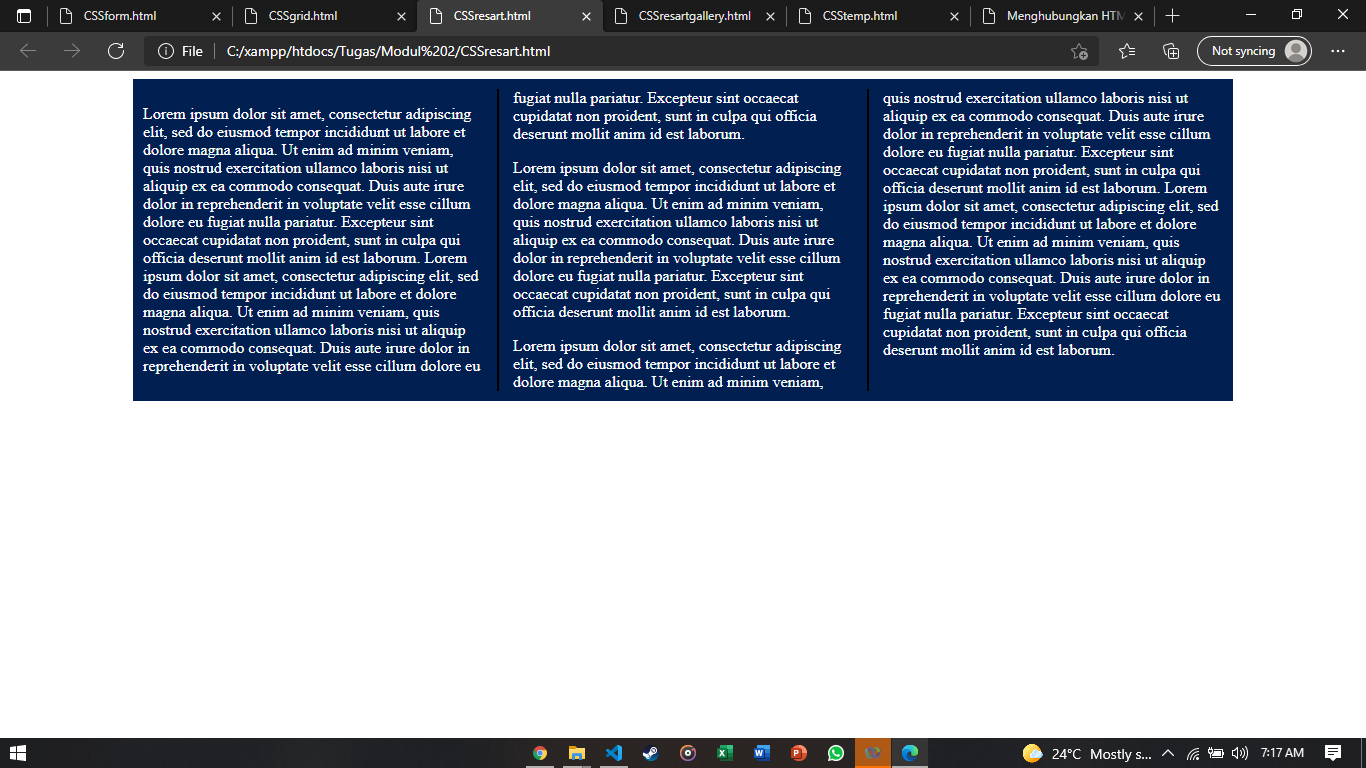 CSSform.html
CSSgrid.html
CSSresart.html
CSSresartgallery.html
CSStemp.html
Menghubungkan HTM
File
C:/xampp/htdocs/Tugas/Modul%202/CSSresart.html
Not syncing
Lorem ipsum dolor sit amet, consectetur adipiscing
elit, sed do eiusmod tempor incididunt ut labore et
dolore magna aliqua. Ut enim ad minim veniam,
quis nostrud exercitation ullamco laboris nisi ut
aliquip ex ea commodo consequat. Duis aute irure
dolor in reprehenderit in voluptate velit esse cillum
dolore eu fugiat nulla pariatur. Excepteur sint
occaecat cupidatat non proident, sunt in culpa qui
officia deserunt mollit anim id est laborum. Lorem
ipsum dolor sit amet, consectetur adipiscing elit, sed
do eiusmod tempor incididunt ut labore et dolore
magna aliqua. Ut enim ad minim veniam, quis
nostrud exercitation ullamco laboris nisi ut aliquip
ex ea commodo consequat. Duis aute irure dolor in
reprehenderit in voluptate velit esse cillum dolore eu
fugiat nulla pariatur. Excepteur sint occaecat
cupidatat non proident, sunt in culpa qui officia
deserunt mollit anim id est laborum.
Lorem ipsum dolor sit amet, consectetur adipiscing
elit, sed do eiusmod tempor incididunt ut labore et
dolore magna aliqua. Ut enim ad minim veniam,
quis nostrud exercitation ullamco laboris nisi ut
aliquip ex ea commodo consequat. Duis aute irure
dolor in reprehenderit in voluptate velit esse cillum
dolore eu fugiat nulla pariatur. Excepteur sint
occaecat cupidatat non proident, sunt in culpa qui
officia deserunt mollit anim id est laborum.
Lorem ipsum dolor sit amet, consectetur adipiscing
elit, sed do eiusmod tempor incididunt ut labore et
dolore magna aliqua. Ut enim ad minim veniam,
quis nostrud exercitation ullamco laboris nisi ut
aliquip ex ea commodo consequat. Duis aute irure
dolor in reprehenderit in voluptate velit esse cillum
dolore eu fugiat nulla pariatur. Excepteur sint
occaecat cupidatat non proident, sunt in culpa qui
officia deserunt mollit anim id est laborum. Lorem
ipsum dolor sit amet, consectetur adipiscing elit, sed
do eiusmod tempor incididunt ut labore et dolore
magna aliqua. Ut enim ad minim veniam, quis
nostrud exercitation ullamco laboris nisi ut aliquip
ex ea commodo consequat. Duis aute irure dolor in
reprehenderit in voluptate velit esse cillum dolore eu
fugiat nulla pariatur. Excepteur sint occaecat
cupidatat non proident, sunt in culpa qui officia
deserunt mollit anim id est laborum.
24°C Mostly s...
7:17 AM